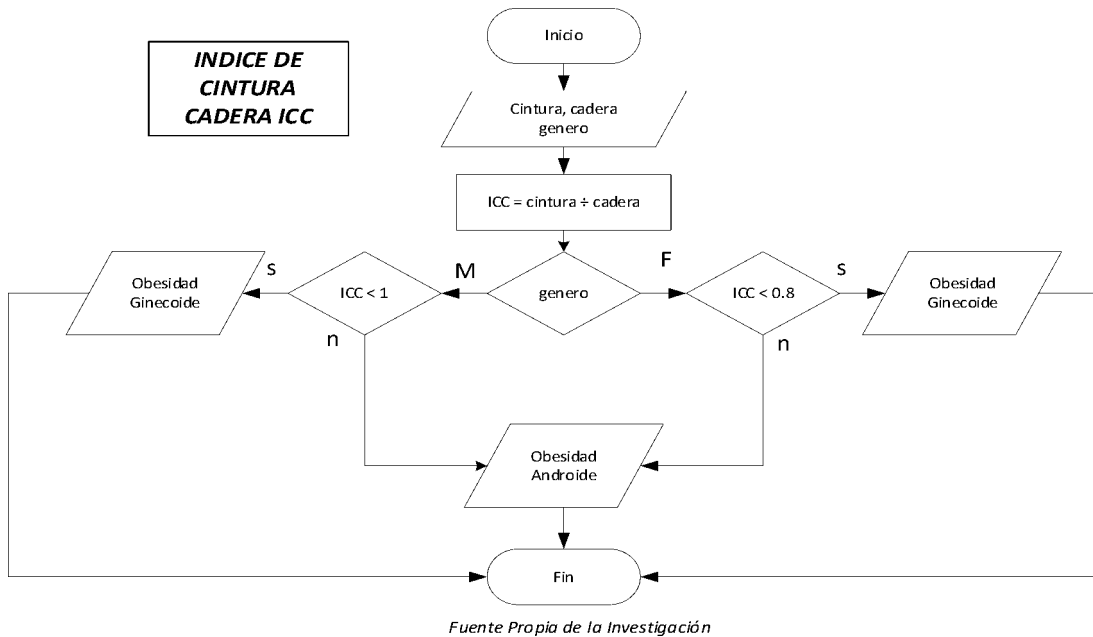 INDICE DE
CINTURA
CADERA ICC
Inicio
Cintura, cadera
genero
ICC = cintura ÷ cadera
Obesidad
Ginecoide
s
ICC < 1
n
M
genero
F
ICC < 0.8
n
s
Obesidad
Ginecoide
Obesidad
Androide
Fin
Fuente Propia de la Investigación